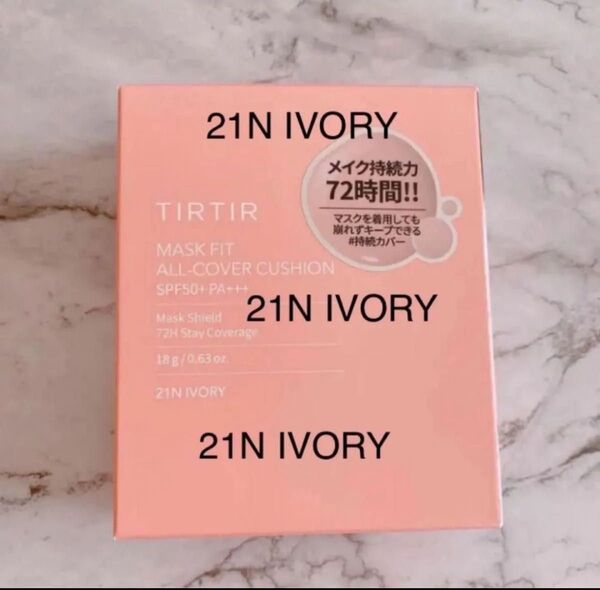 21N IVORY
メイク持続力
72時間!!
マスクを着用しても
崩れずキープできる
#持続カバー
TIRTIR
MASK FIT
ALL-COVER CUSHION
SPF50+ PA+++
21N IVORY
Mask Shield
72H Stay Coverage
18 g / 0.63 oz.
21N IVORY
21N IVORY